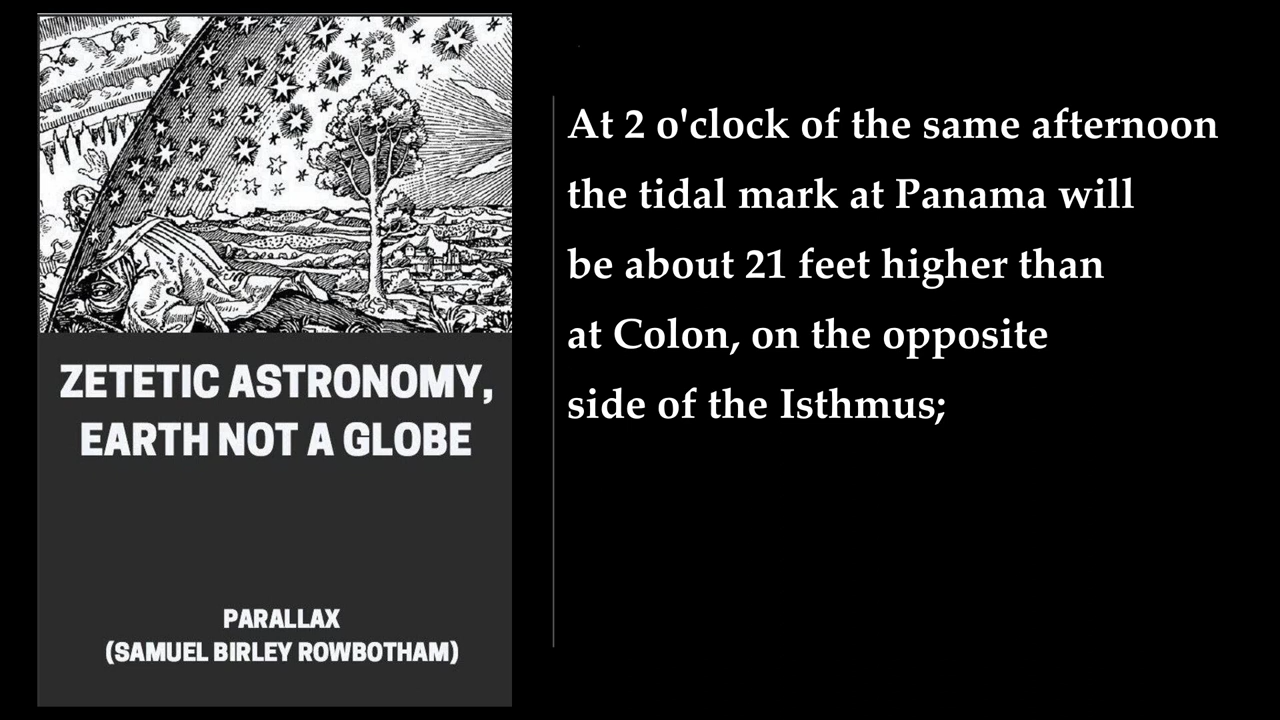 ZETETIC ASTRONOMY,
EARTH NOT A GLOBE
PARALLAX
(SAMUEL BIRLEY ROWBOTHAM)
At 2 o'clock of the same afternoon
the tidal mark at Panama will
be about 21 feet higher than
at Colon, on the opposite
side of the Isthmus;